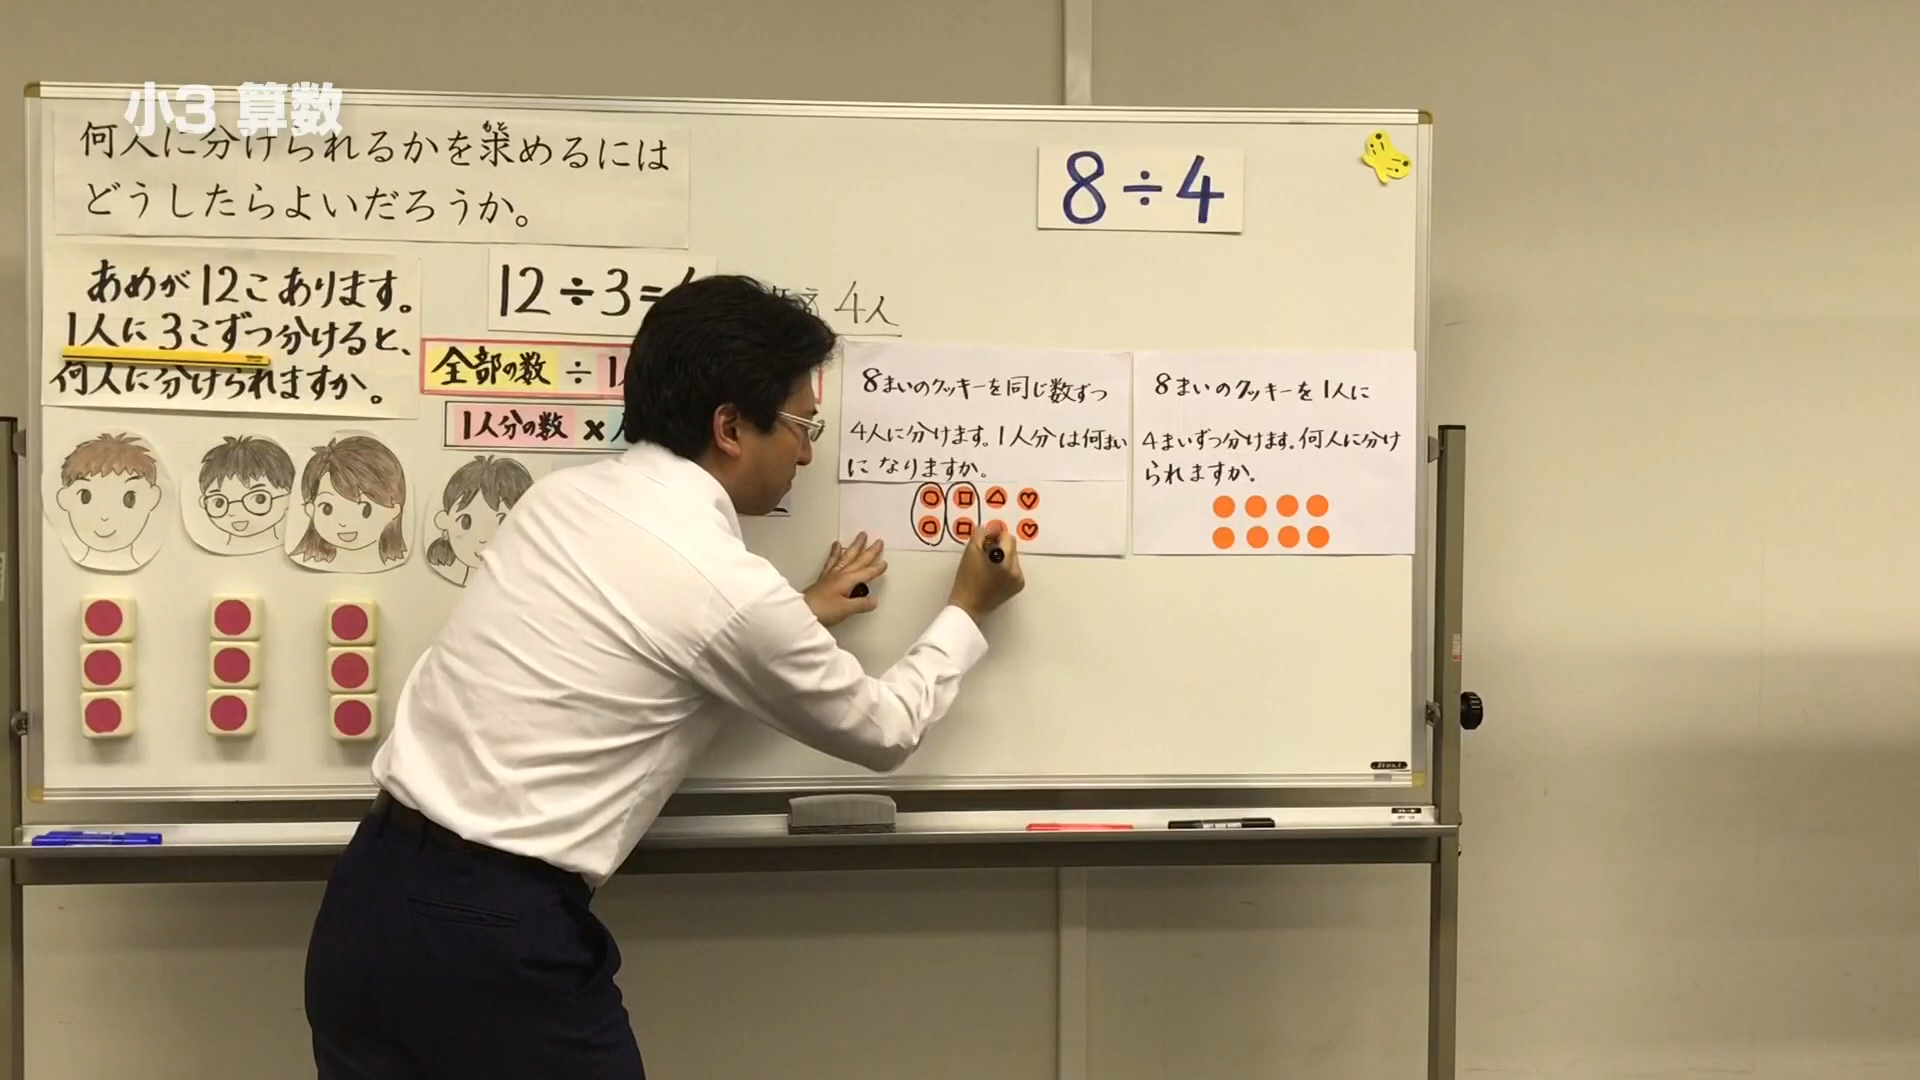 小3 算数
何人に分けられるかを求めるには
どうしたらよいだろうか。
8÷4
あめが12こあります。
1人に3こずつ分けると、
何人に分けられますか。
12÷3=
4人
全部の数 ÷ 1
1人分の数 ×
8まいのクッキーを同じ数ずつ
4人に分けます。1人分は何まい
になりますか。
8まいのクッキーを1人に
4まいずつ分けます。何人に分け
られますか。